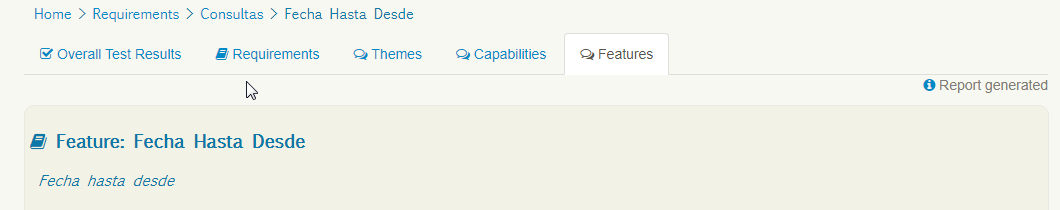 Home > Requirements > Consultas > Fecha Hasta Desde
Overall Test Results Requirements Themes Capabilities Features
Report generated
Feature: Fecha Hasta Desde
Fecha hasta desde